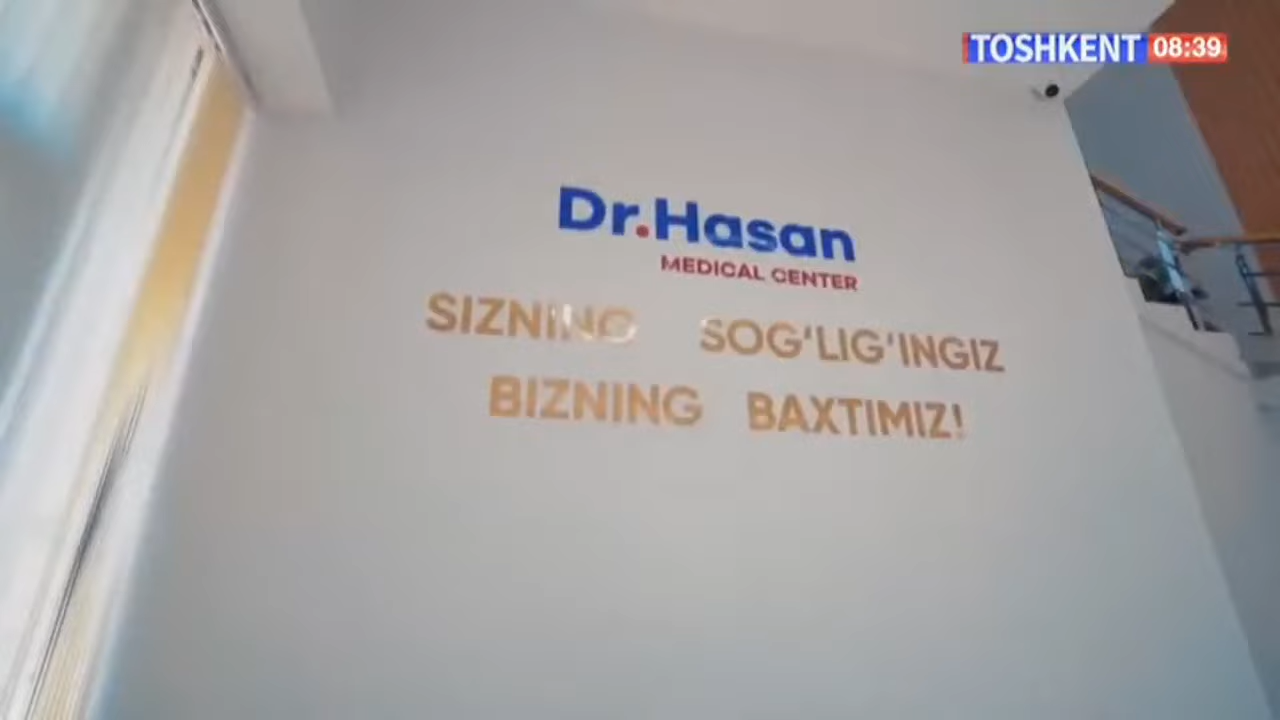 TOSHKENT 08:39
Dr.Hasan
MEDICAL CENTER
SIZNING SOG‘LIG‘INGIZ
BIZNING BAXTIMIZ!